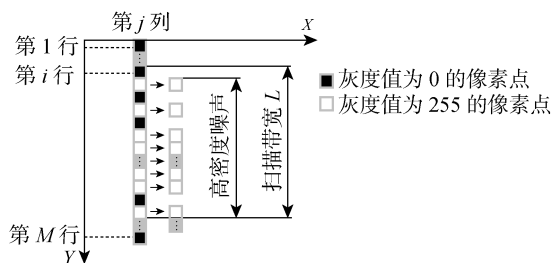 第 j 列
X
第 1 行
第 i 行
高密度噪声
扫描带宽 L
灰度值为 0 的像素点
灰度值为 255 的像素点
第 M 行
Y